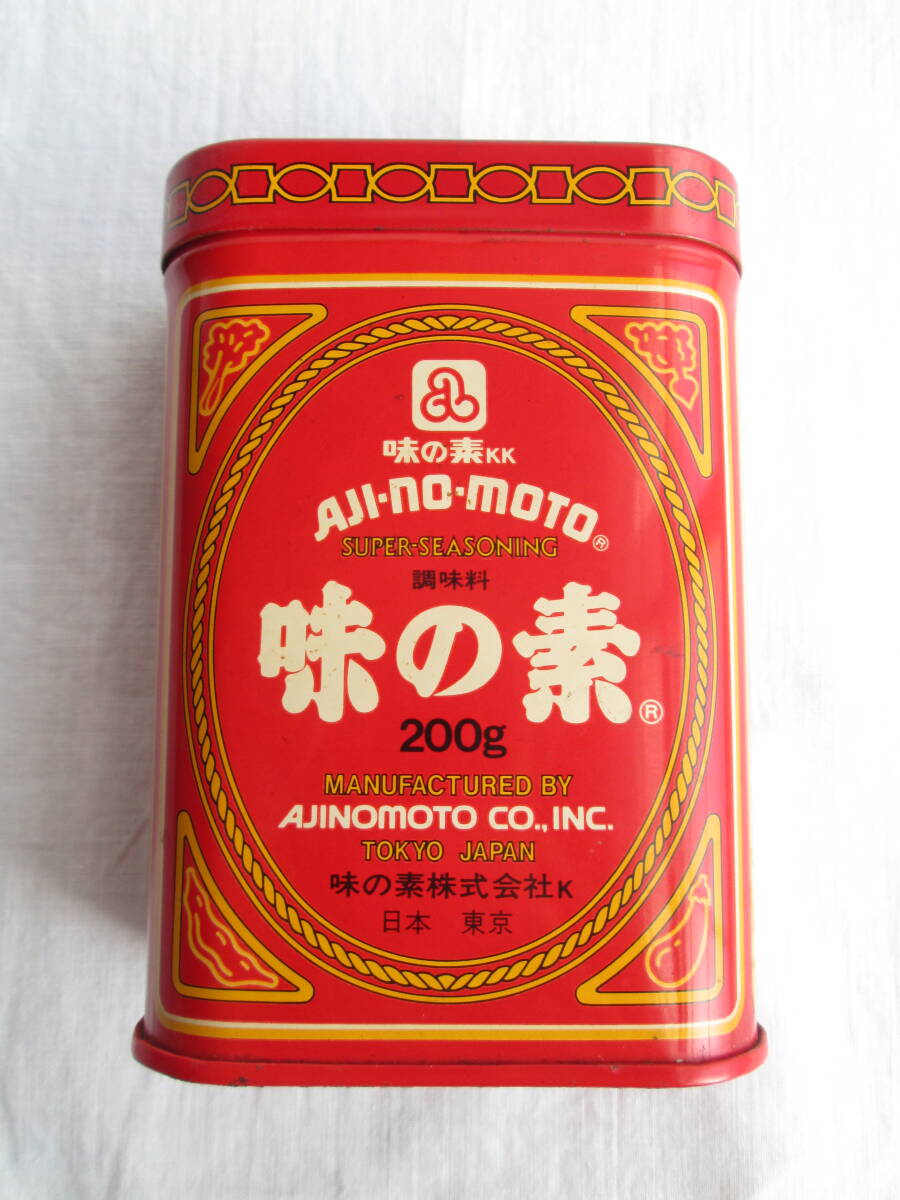 味の素KK
AJI-NO-MOTO®
SUPER-SEASONING
調味料
味の素®
200g
MANUFACTURED BY
AJINOMOTO CO., INC.
TOKYO JAPAN
味の素株式会社K
日本 東京